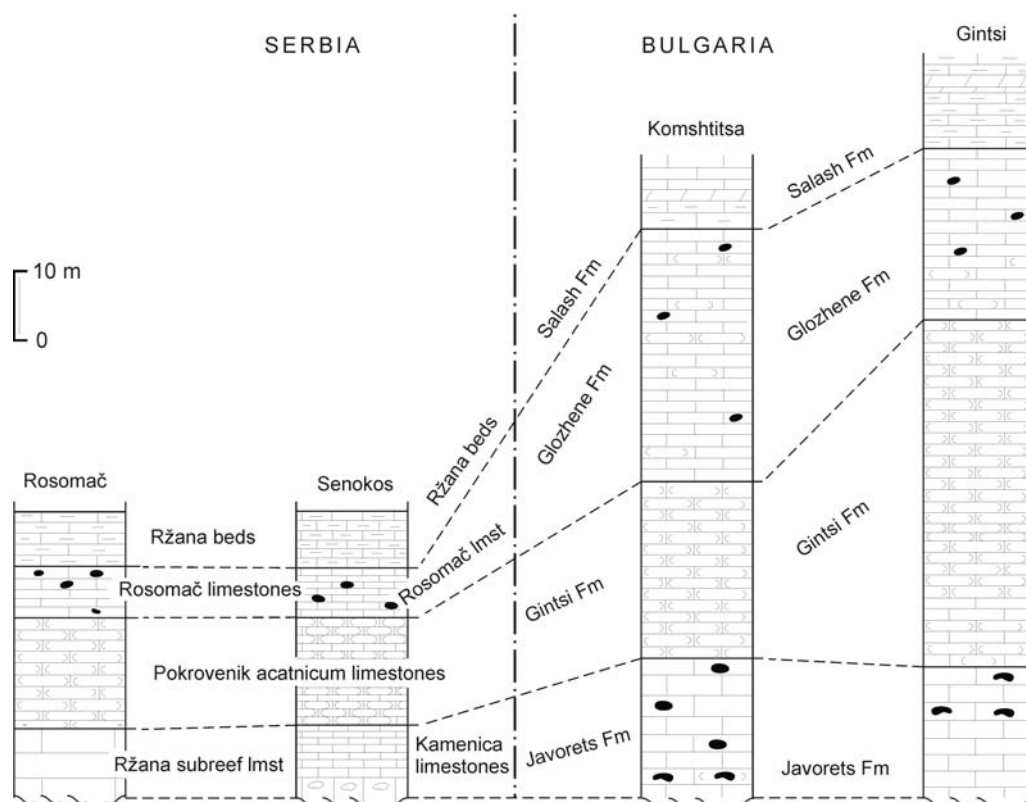 SERBIA
BULGARIA
Gintsi
Komshtitsa
Salash Fm
10 m
0
Salash Fm
Glozhene Fm
Glozhene Fm
Ržana beds
Rosomač
Senokos
Ržana beds
Rosomač limestones
Rosomač lmst
Gintsi Fm
Gintsi Fm
Pokrovenik acatnicum limestones
Ržana subreef lmst
Kamenica
limestones
Javorets Fm
Javorets Fm